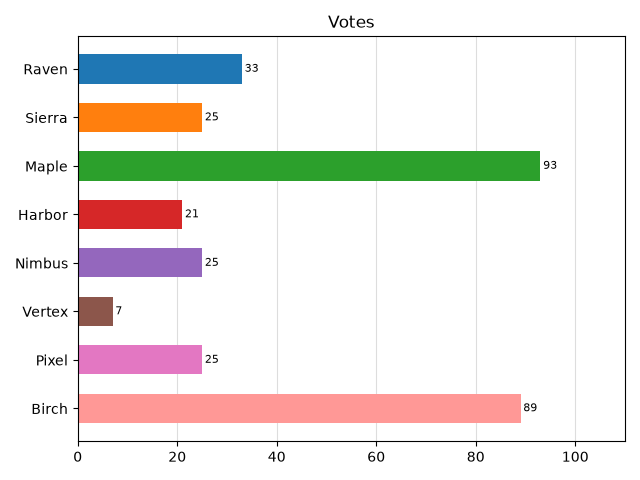 Votes
Raven 33
Sierra 25
Maple 93
Harbor 21
Nimbus 25
Vertex 7
Pixel 25
Birch 89
0 20 40 60 80 100